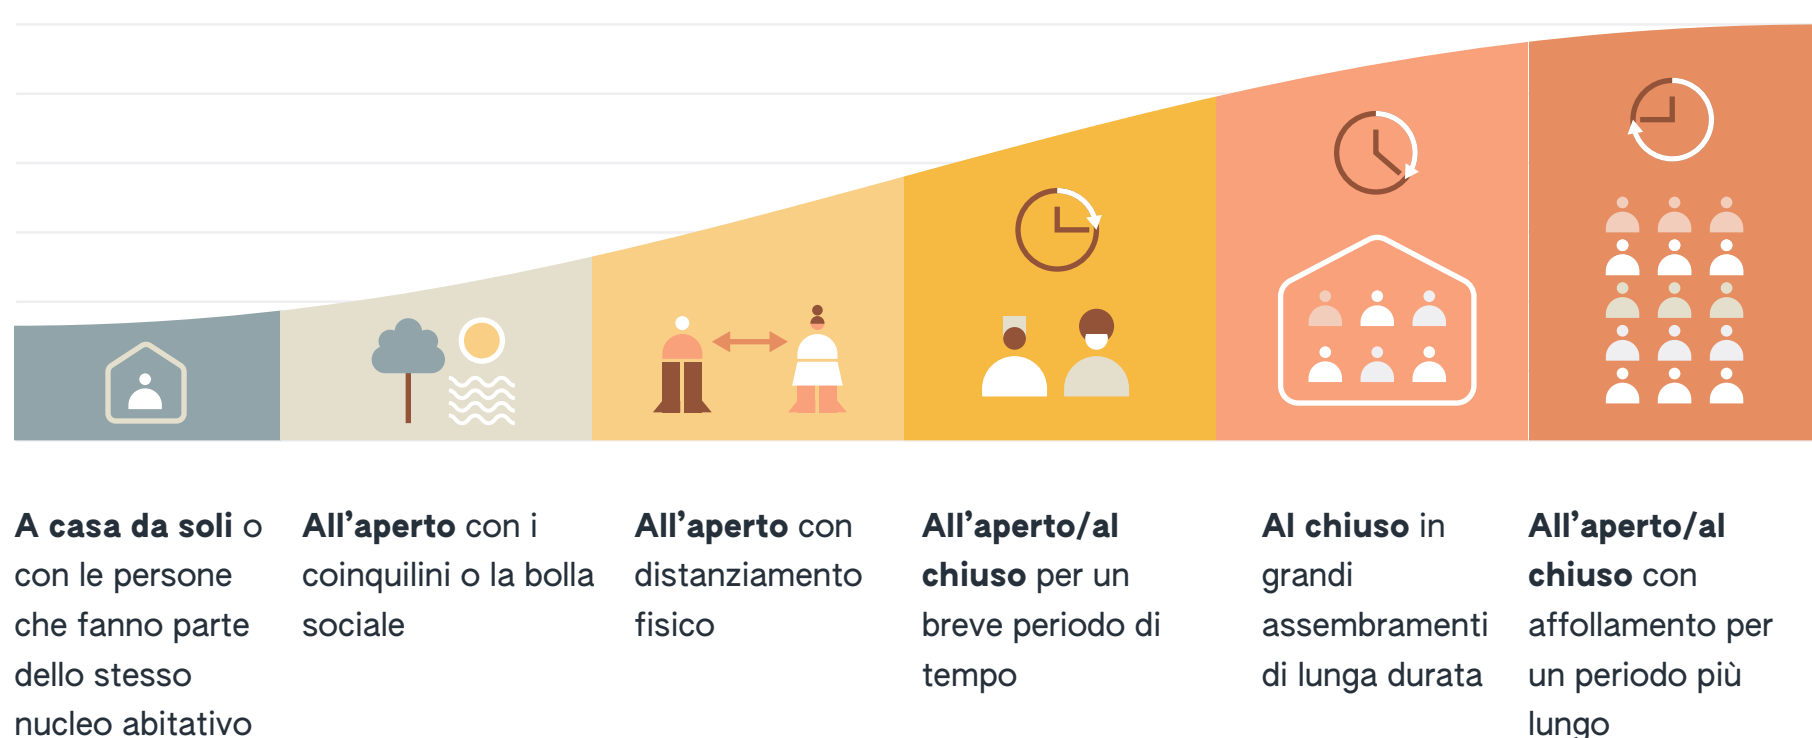 A casa da soli o
con le persone
che fanno parte
dello stesso
nucleo abitativo
All’aperto con i
coinquilini o la bolla
sociale
All’aperto con
distanziamento
fisico
All’aperto/al
chiuso per un
breve periodo di
tempo
Al chiuso in
grandi
assembramenti
di lunga durata
All’aperto/al
chiuso con
affollamento per
un periodo più
lungo